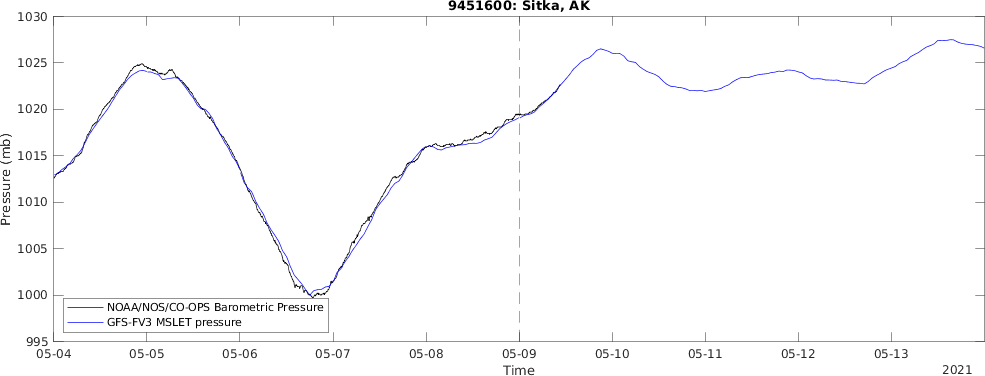 9451600: Sitka, AK
1030
1025
1020
1015
1010
1005
1000
995
Pressure (mb)
NOAA/NOS/CO-OPS Barometric Pressure
GFS-FV3 MSLET pressure
05-04 05-05 05-06 05-07 05-08 05-09 05-10 05-11 05-12 05-13
Time
2021